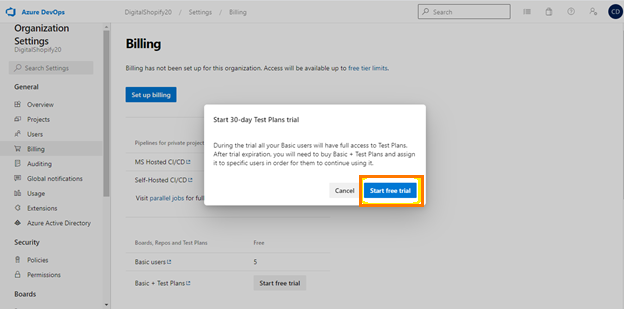 Azure DevOps
DigitalShopify20 / Settings / Billing
Search
CD
Organization
Settings
DigitalShopify20
Search Settings
General
Overview
Projects
Users
Billing
Auditing
Global notifications
Usage
Extensions
Azure Active Directory
Security
Policies
Permissions
Boards
Billing
Billing has not been set up for this organization. Access will be available up to free tier limits.
Set up billing
Pipelines for private project
MS Hosted CI/CD
Self-Hosted CI/CD
Visit parallel jobs for full
Boards, Repos and Test Plans Free
Basic users 5
Basic + Test Plans Start free trial
Start 30-day Test Plans trial
During the trial all your Basic users will have full access to Test Plans.
After trial expiration, you will need to buy Basic + Test Plans and assign
it to specific users in order for them to continue using it.
Cancel Start free trial